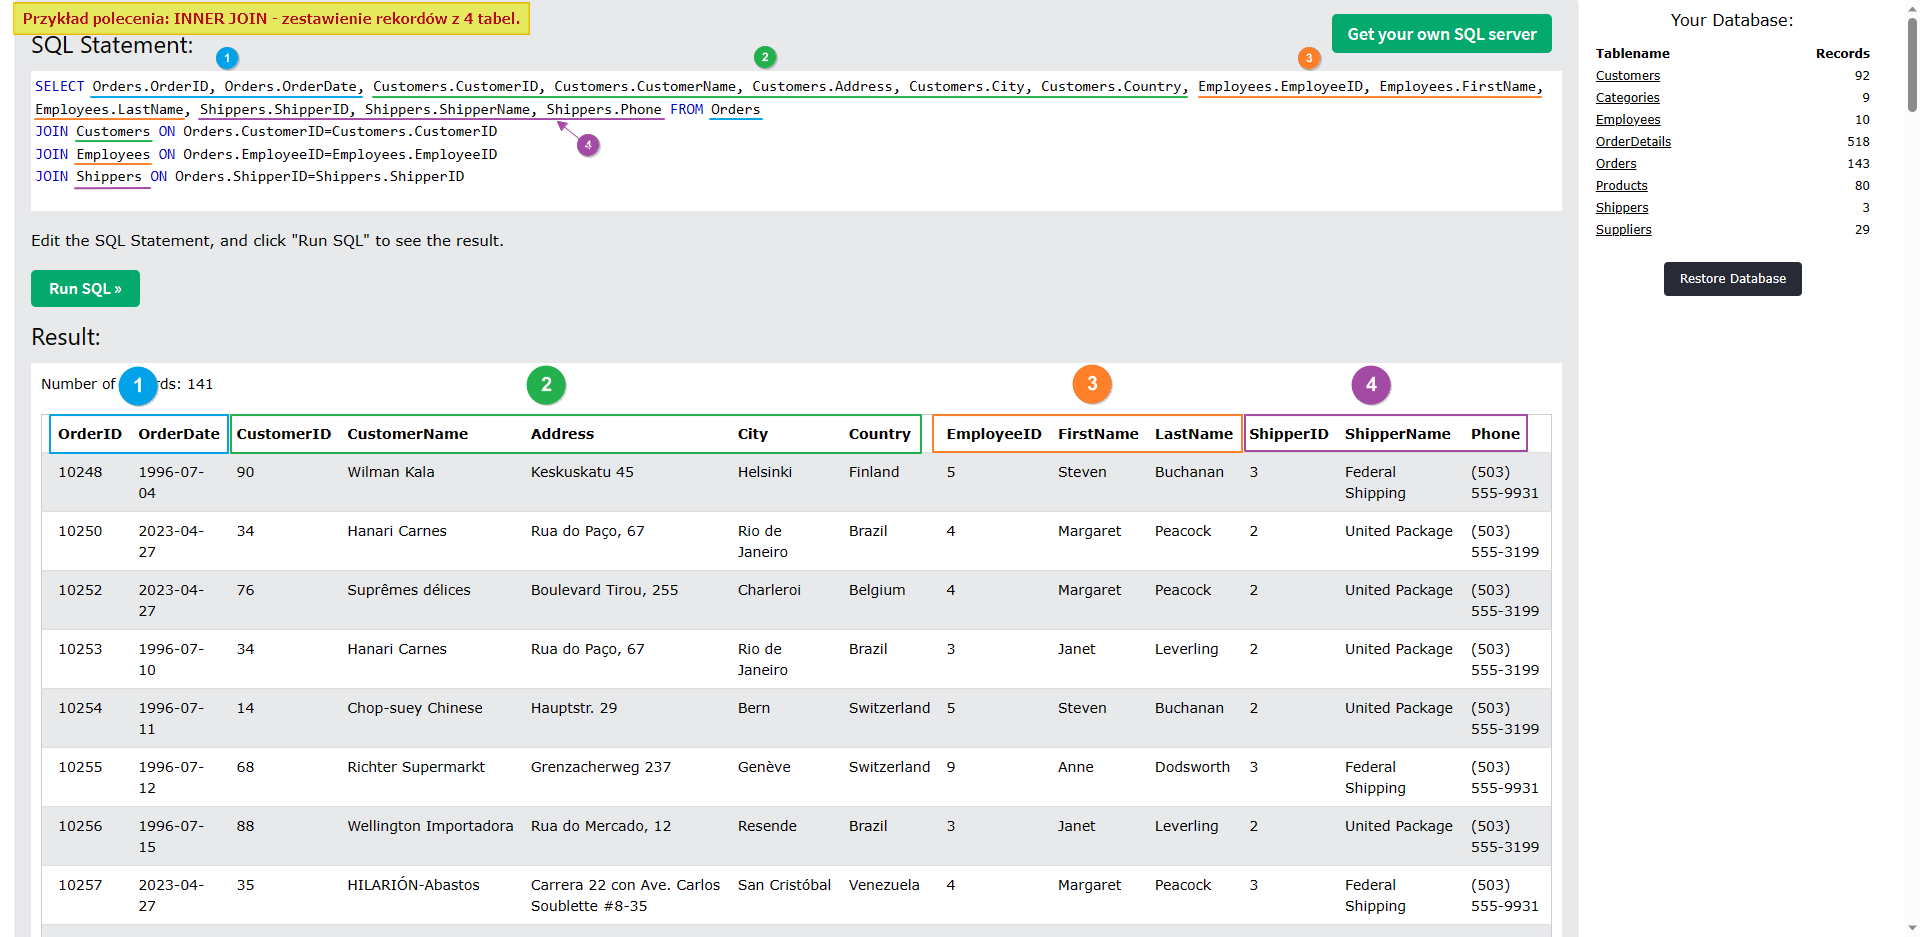 Przykład polecenia: INNER JOIN - zestawienie rekordów z 4 tabel.
SQL Statement:
Get your own SQL server
1
2
3
SELECT Orders.OrderID, Orders.OrderDate, Customers.CustomerID, Customers.CustomerName, Customers.Address, Customers.City, Customers.Country, Employees.EmployeeID, Employees.FirstName,
Employees.LastName, Shippers.ShipperID, Shippers.ShipperName, Shippers.Phone FROM Orders
JOIN Customers ON Orders.CustomerID=Customers.CustomerID
4
JOIN Employees ON Orders.EmployeeID=Employees.EmployeeID
JOIN Shippers ON Orders.ShipperID=Shippers.ShipperID
Edit the SQL Statement, and click "Run SQL" to see the result.
Run SQL »
Result:
Number of rds: 141
1
2
3
4
OrderID OrderDate CustomerID CustomerName Address City Country EmployeeID FirstName LastName ShipperID ShipperName Phone
10248 1996-07- 90 Wilman Kala Keskuskatu 45 Helsinki Finland 5 Steven Buchanan 3 Federal (503)
04 Shipping 555-9931
10250 2023-04- 34 Hanari Carnes Rua do Paço, 67 Rio de Brazil 4 Margaret Peacock 2 United Package (503)
27 Janeiro 555-3199
10252 2023-04- 76 Suprêmes délices Boulevard Tirou, 255 Charleroi Belgium 4 Margaret Peacock 2 United Package (503)
27 555-3199
10253 1996-07- 34 Hanari Carnes Rua do Paço, 67 Rio de Brazil 3 Janet Leverling 2 United Package (503)
10 Janeiro 555-3199
10254 1996-07- 14 Chop-suey Chinese Hauptstr. 29 Bern Switzerland 5 Steven Buchanan 2 United Package (503)
11 555-3199
10255 1996-07- 68 Richter Supermarkt Grenzacherweg 237 Genève Switzerland 9 Anne Dodsworth 3 Federal (503)
12 Shipping 555-9931
10256 1996-07- 88 Wellington Importadora Rua do Mercado, 12 Resende Brazil 3 Janet Leverling 2 United Package (503)
15 555-3199
10257 2023-04- 35 HILARIÓN-Abastos Carrera 22 con Ave. Carlos San Cristóbal Venezuela 4 Margaret Peacock 3 Federal (503)
27 Soublette #8-35 Shipping 555-9931
Your Database:
Tablename Records
Customers 92
Categories 9
Employees 10
OrderDetails 518
Orders 143
Products 80
Shippers 3
Suppliers 29
Restore Database